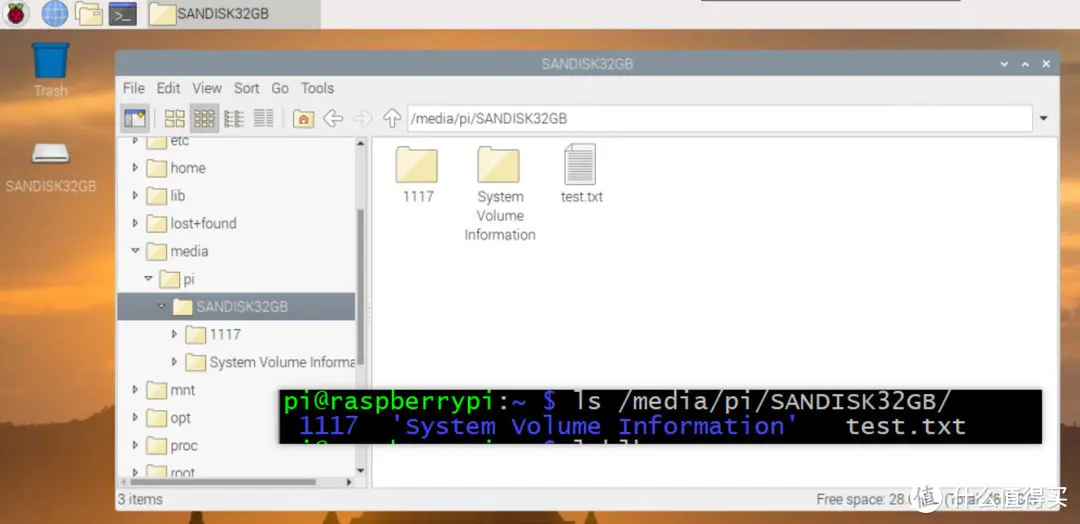 SANDISK32GB
Trash
SANDISK32GB
SANDISK32GB
File Edit View Sort Go Tools
/media/pi/SANDISK32GB
etc
home
lib
lost+found
media
pi
SANDISK32GB
1117
System Volume Informa
mnt
opt
proc
root
1117
System
Volume
Information
test.txt
pi@raspberrypi:~ $ ls /media/pi/SANDISK32GB/
1117 'System Volume Information' test.txt
3 items
Free space: 28.
(Total:
值 什么值得买